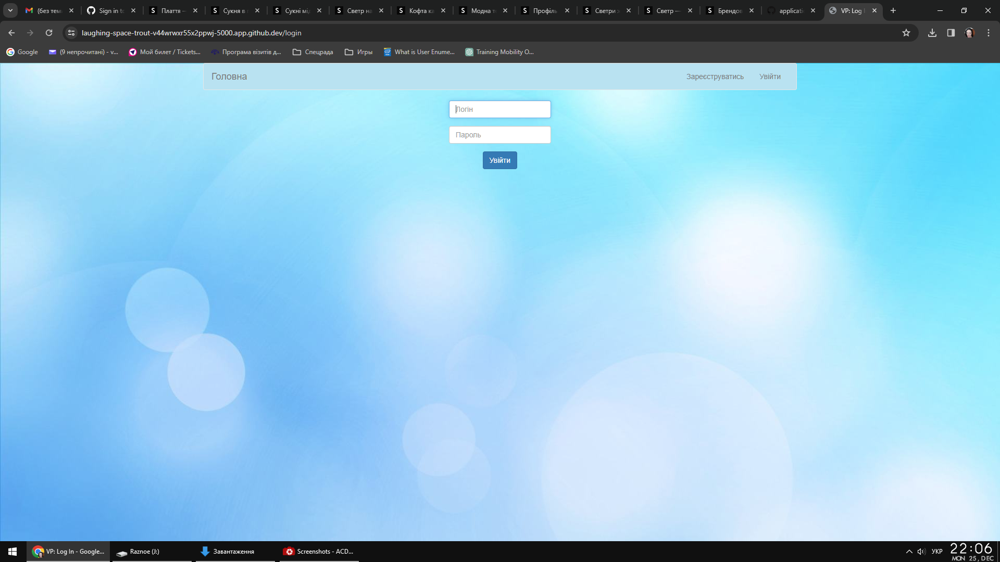 (без тем
Sign in to
Плаття —
Сукня в
Сукні мід
Светр на
Кофта ка
Модна т
Профіль
Светри
Светр —
Брендов
applicati
VP: Log I
laughing-space-trout-v44wrwxr55x2ppwj-5000.app.github.dev/login
Google
(9 непрочитані) - v...
Мой билет / Tickets...
Програма візитів д...
Спецрада
Игры
What is User Enume...
Training Mobility O...
Головна
Зареєструватись
Увійти
Логін
Пароль
Увійти
VP: Log In - Google...
Raznoe (J:)
Завантаження
Screenshots - ACD...
УКР
22:06
MON 25, DEC